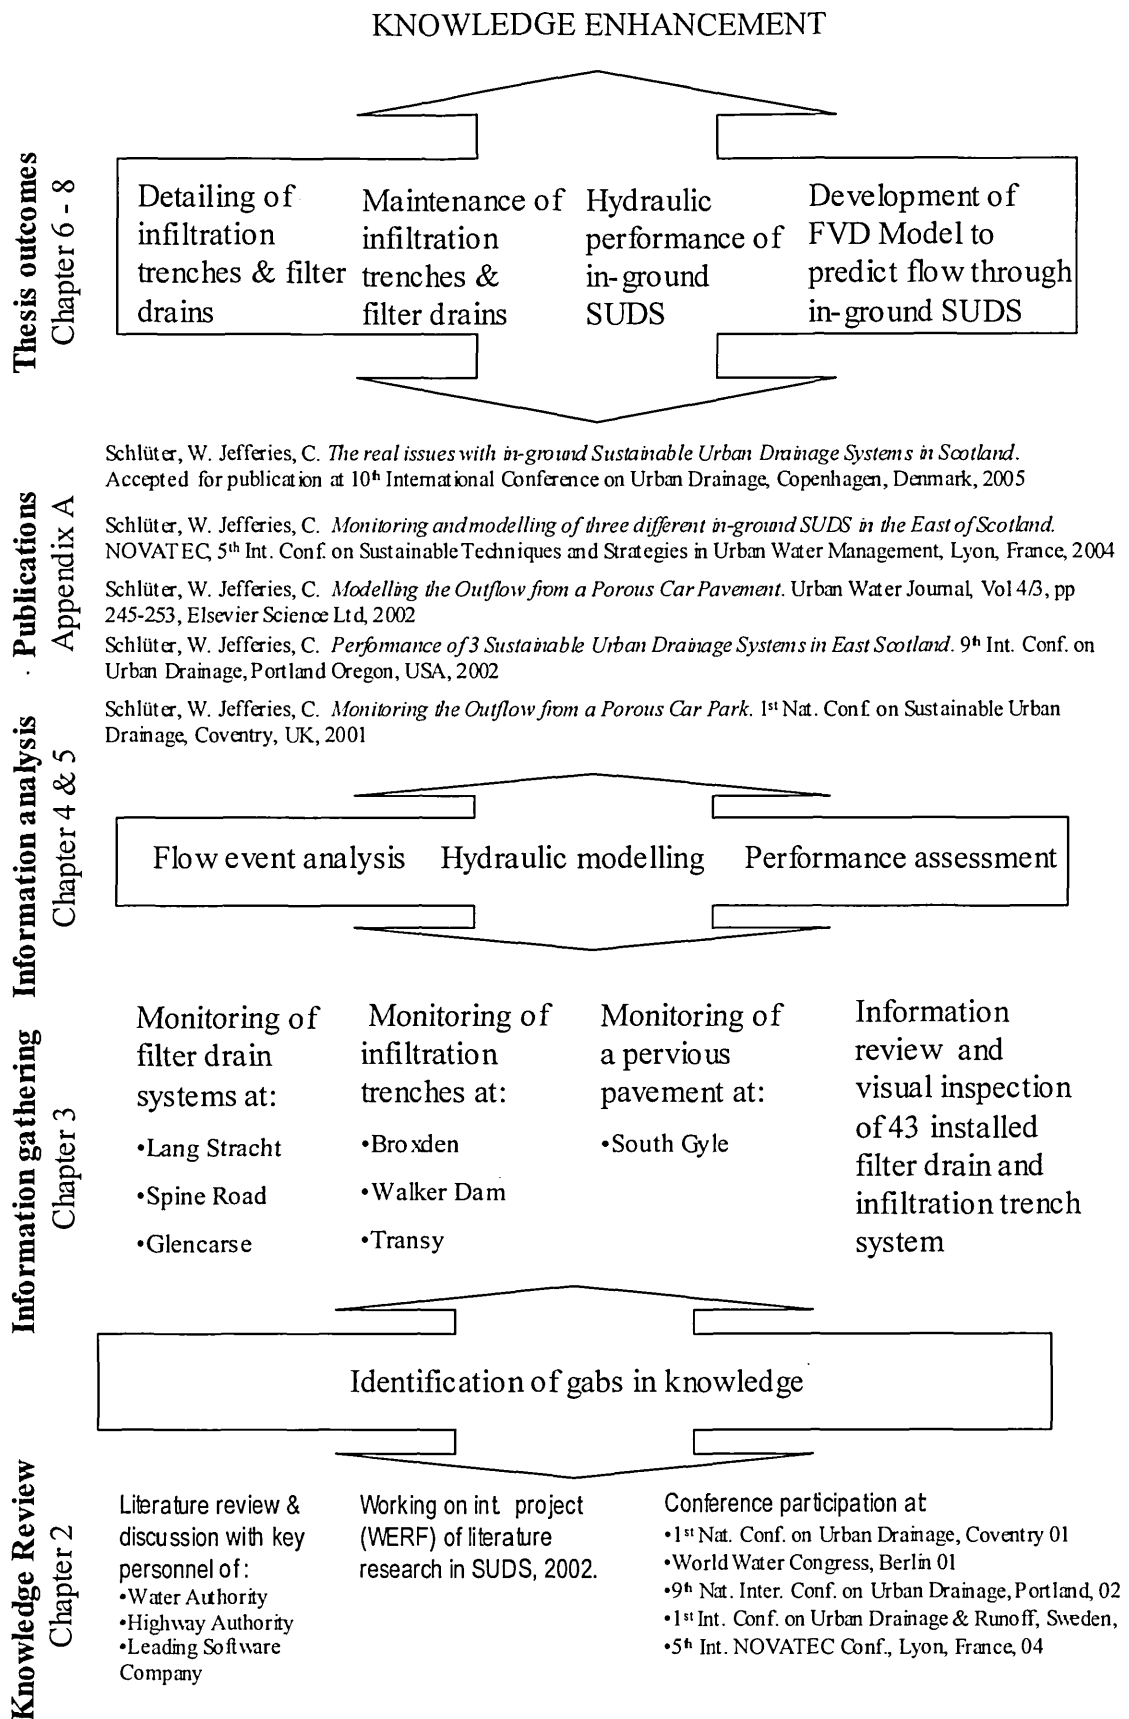 KNOWLEDGE ENHANCEMENT
Thesis outcomes
Chapter 6 - 8
Detailing of
infiltration
trenches & filter
drains
Maintenance of
infiltration
trenches &
filter drains
Hydraulic
performance of
in-ground
SUDS
Development of
FVD Model to
predict flow through
in-ground SUDS
Publications
Appendix A
Schlüter, W. Jefferies, C. The real issues with in-ground Sustainable Urban Drainage Systems in Scotland.
Accepted for publication at 10th International Conference on Urban Drainage, Copenhagen, Denmark, 2005
Schlüter, W. Jefferies, C. Monitoring and modelling of three different in-ground SUDS in the East of Scotland.
NOVATEC, 5th Int. Conf. on Sustainable Techniques and Strategies in Urban Water Management, Lyon, France, 2004
Schlüter, W. Jefferies, C. Modelling the Outflow from a Porous Car Pavement. Urban Water Journal, Vol 4/3, pp
245-253, Elsevier Science Ltd, 2002
Schlüter, W. Jefferies, C. Performance of 3 Sustainable Urban Drainage Systems in East Scotland. 9th Int. Conf. on
Urban Drainage, Portland Oregon, USA, 2002
Schlüter, W. Jefferies, C. Monitoring the Outflow from a Porous Car Park. 1st Nat. Conf. on Sustainable Urban
Drainage, Coventry, UK, 2001
Information analysis
Chapter 4 & 5
Flow event analysis
Hydraulic modelling
Performance assessment
Information gathering
Chapter 3
Monitoring of
filter drain
systems at:
•Lang Stracht
•Spine Road
•Glencarse
Monitoring of
infiltration
trenches at:
•Broxden
•Walker Dam
•Transy
Monitoring of
a pervious
pavement at:
•South Gyle
Information
review and
visual inspection
of 43 installed
filter drain and
infiltration trench
system
Identification of gabs in knowledge
Knowledge Review
Chapter 2
Literature review &
discussion with key
personnel of:
•Water Authority
•Highway Authority
•Leading Software
Company
Working on int. project
(WERF) of literature
research in SUDS, 2002.
Conference participation at
•1st Nat. Conf. on Urban Drainage, Coventry 01
•World Water Congress, Berlin 01
•9th Nat. Inter. Conf. on Urban Drainage, Portland, 02
•1st Int. Conf. on Urban Drainage & Runoff, Sweden,
•5th Int. NOVATEC Conf., Lyon, France, 04